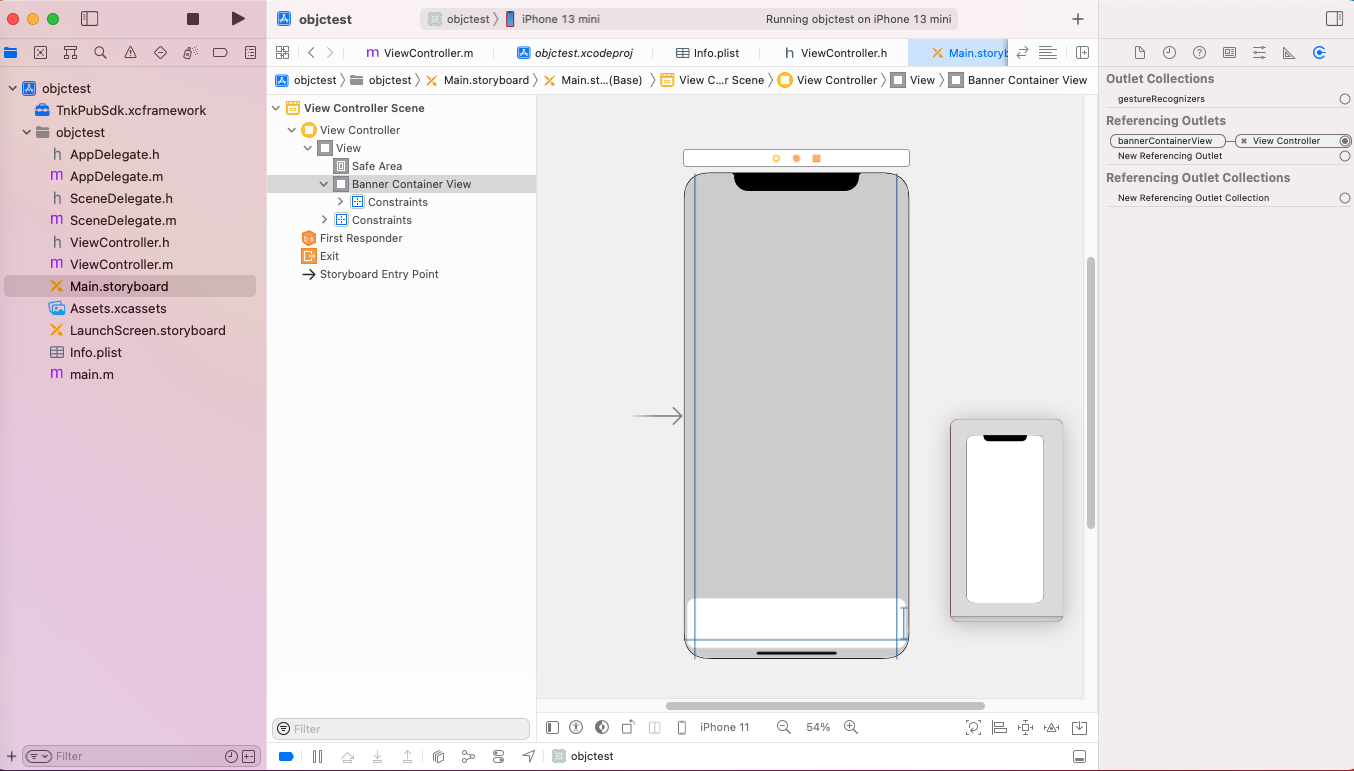 objctest
objctest
iPhone 13 mini
Running objctest on iPhone 13 mini
ViewController.m
objctest.xcodeproj
Info.plist
ViewController.h
Main.storyb
objctest
objctest
Main.storyboard
Main.st...(Base)
View C...r Scene
View Controller
View
Banner Container View
objctest
TnkPubSdk.xcframework
objctest
h AppDelegate.h
m AppDelegate.m
h SceneDelegate.h
m SceneDelegate.m
h ViewController.h
m ViewController.m
Main.storyboard
Assets.xcassets
LaunchScreen.storyboard
Info.plist
m main.m
Filter
View Controller Scene
View Controller
View
Safe Area
Banner Container View
Constraints
Constraints
First Responder
Exit
Storyboard Entry Point
Filter
iPhone 11
54%
objctest
Outlet Collections
gestureRecognizers
Referencing Outlets
bannerContainerView
View Controller
New Referencing Outlet
Referencing Outlet Collections
New Referencing Outlet Collection